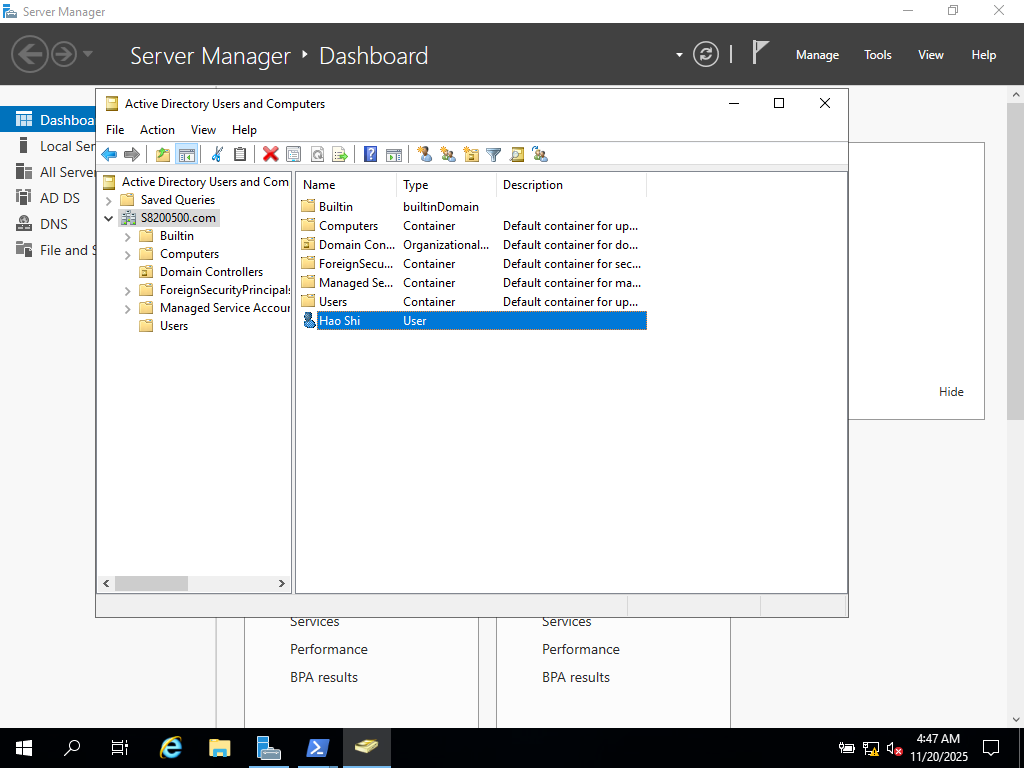 Server Manager
Server Manager • Dashboard
Manage Tools View Help
Dashboa
Local Ser
All Server
AD DS
DNS
File and S
Active Directory Users and Computers
File Action View Help
Active Directory Users and Com
Saved Queries
S8200500.com
Builtin
Computers
Domain Controllers
ForeignSecurityPrincipals
Managed Service Accour
Users
Name Type Description
Builtin builtinDomain
Computers Container Default container for up...
Domain Con... Organizational... Default container for do...
ForeignSecu... Container Default container for sec...
Managed Se... Container Default container for ma...
Users Container Default container for up...
Hao Shi User
Hide
Services Services
Performance Performance
BPA results BPA results
4:47 AM
11/20/2025